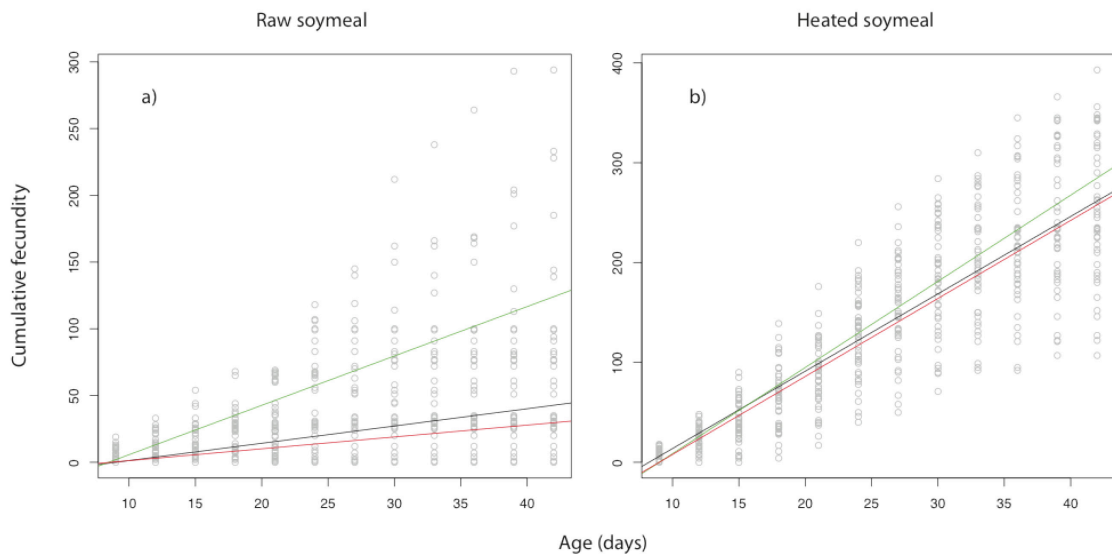 Raw soymeal
Heated soymeal
a)
b)
Cumulative fecundity
0
50
100
150
200
250
300
0
100
200
300
400
10 15 20 25 30 35 40
10 15 20 25 30 35 40
Age (days)